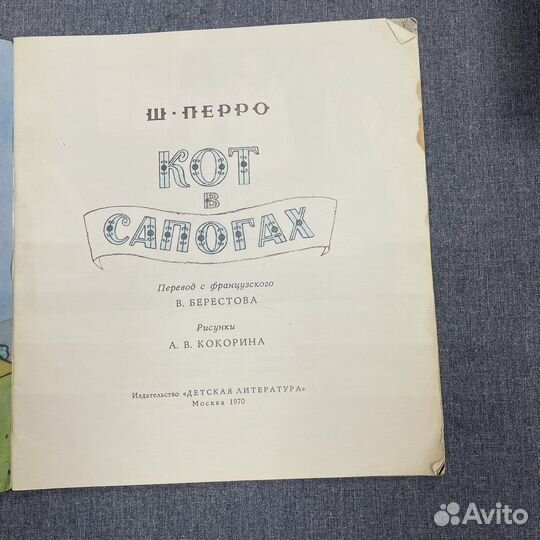 Ш·ПЕРРО
КОТ
В
САПОГАХ
Перевод с французского
В. БЕРЕСТОВА
Рисунки
А. В. КОКОРИНА
Издательство «ДЕТСКАЯ ЛИТЕРАТУРА»
Москва 1970
Avito